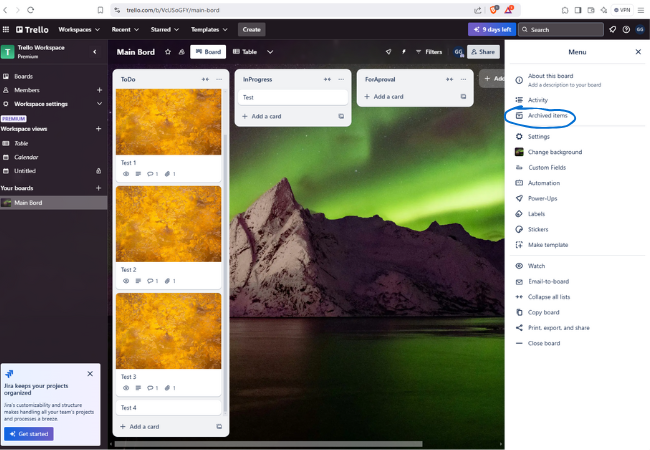 trello.com/b/VcUSoGFY/main-bord
VPN
Trello
Workspaces
Recent
Starred
Templates
Create
9 days left
Search
GG
Trello Workspace
Premium
Boards
Members
Workspace settings
PREMIUM
Workspace views
Table
Calendar
Untitled
Your boards
Main Bord
Jira keeps your projects
organized
Jira's customizability and structure
makes handling all your team's projects
and processes a breeze.
Get started
Main Bord
Board
Table
Filters
GG
Share
ToDo
Test 1
1 1
Test 2
1 1
Test 3
1 1
Test 4
+ Add a card
InProgress
Test
+ Add a card
ForAproval
+ Add a card
+ Add
Menu
About this board
Add a description to your board
Activity
Archived items
Settings
Change background
Custom Fields
Automation
Power-Ups
Labels
Stickers
Make template
Watch
Email-to-board
Collapse all lists
Copy board
Print, export, and share
Close board